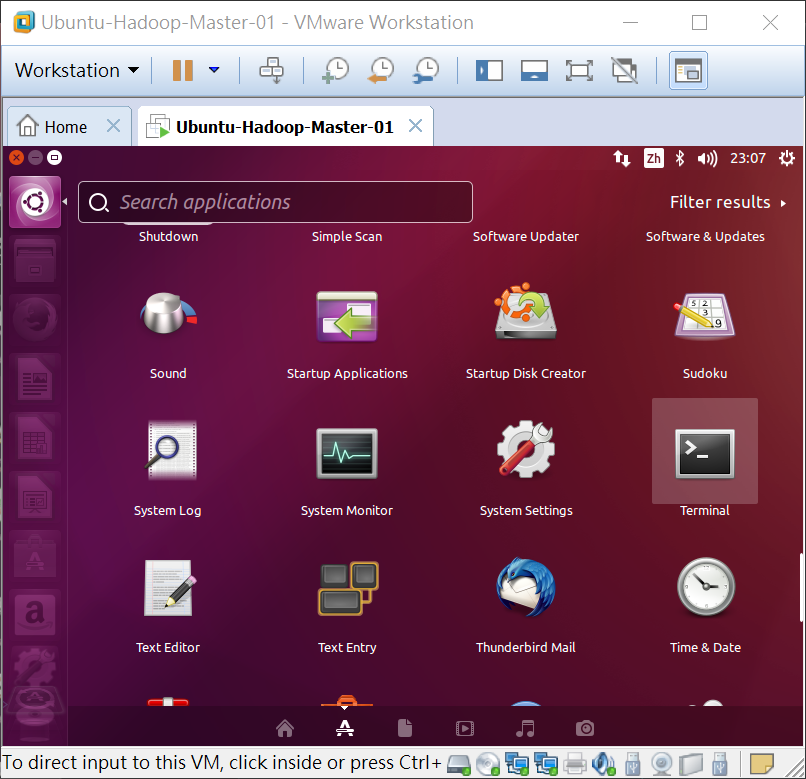 Ubuntu-Hadoop-Master-01 - VMware Workstation
Workstation
Home
Ubuntu-Hadoop-Master-01
Zh
23:07
Search applications
Filter results
Shutdown
Simple Scan
Software Updater
Software & Updates
Sound
Startup Applications
Startup Disk Creator
Sudoku
System Log
System Monitor
System Settings
Terminal
Text Editor
Text Entry
Thunderbird Mail
Time & Date
To direct input to this VM, click inside or press Ctrl+